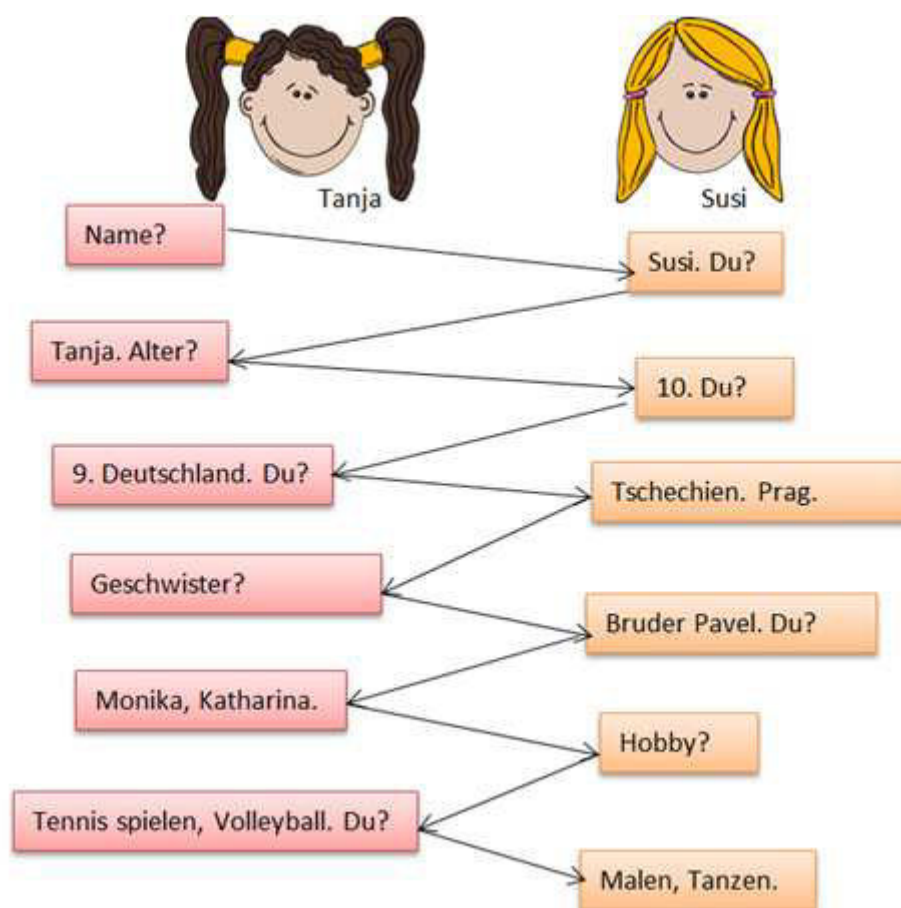 Tanja
Susi
Name?
Susi. Du?
Tanja. Alter?
10. Du?
9. Deutschland. Du?
Tschechien. Prag.
Geschwister?
Bruder Pavel. Du?
Monika, Katharina.
Hobby?
Tennis spielen, Volleyball. Du?
Malen, Tanzen.